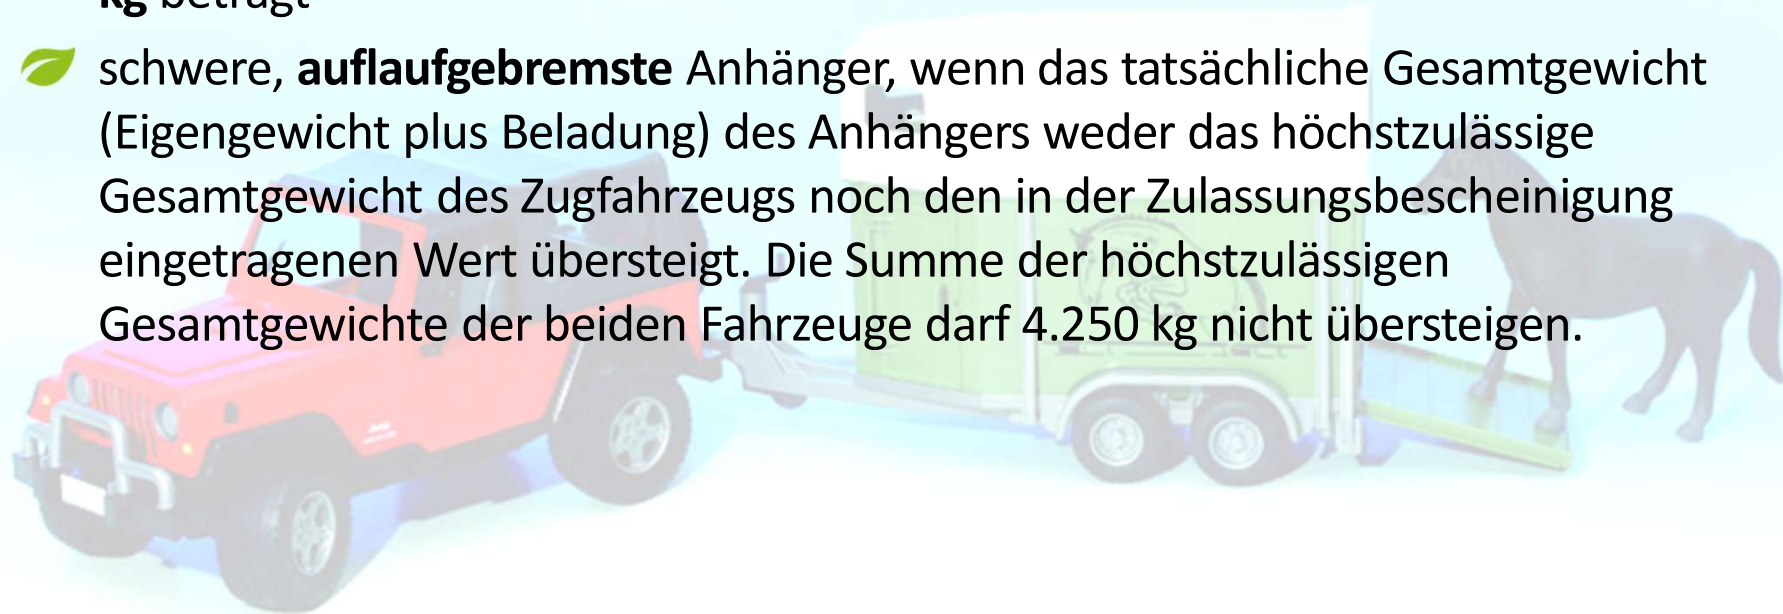 kg beträgt
schwere, auflaufgebremste Anhänger, wenn das tatsächliche Gesamtgewicht
(Eigengewicht plus Beladung) des Anhängers weder das höchstzulässige
Gesamtgewicht des Zugfahrzeugs noch den in der Zulassungsbescheinigung
eingetragenen Wert übersteigt. Die Summe der höchstzulässigen
Gesamtgewichte der beiden Fahrzeuge darf 4.250 kg nicht übersteigen.